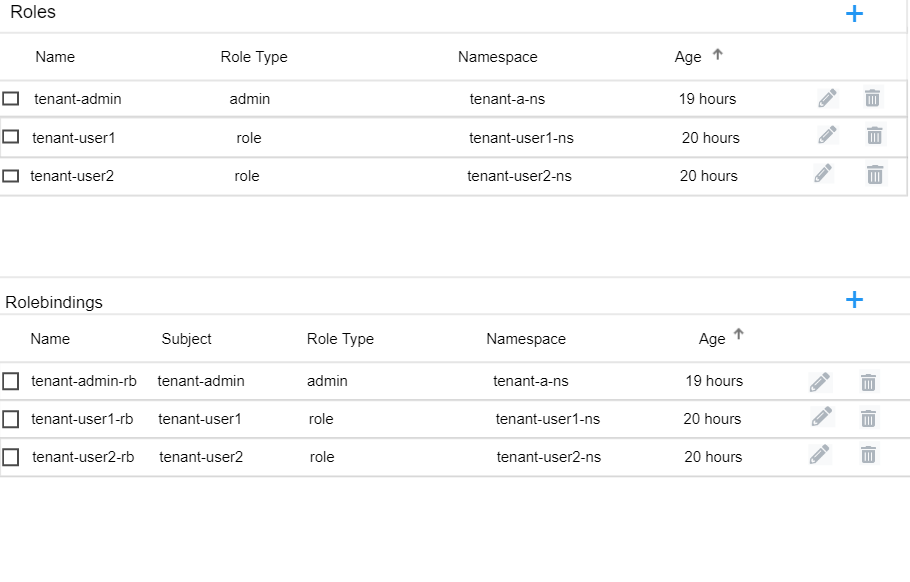 Roles
Name Role Type Namespace Age
tenant-admin admin tenant-a-ns 19 hours
tenant-user1 role tenant-user1-ns 20 hours
tenant-user2 role tenant-user2-ns 20 hours
Rolebindings
Name Subject Role Type Namespace Age
tenant-admin-rb tenant-admin admin tenant-a-ns 19 hours
tenant-user1-rb tenant-user1 role tenant-user1-ns 20 hours
tenant-user2-rb tenant-user2 role tenant-user2-ns 20 hours